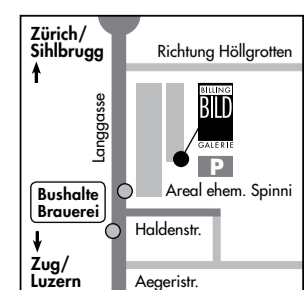 Zürich/
Sihlbrugg
Richtung Höllgrotten
Langgasse
BILLING
BILD
GALERIE
P
Areal ehem. Spinni
Bushalte
Brauerei
Haldenstr.
Zug/
Luzern
Aegeristr.